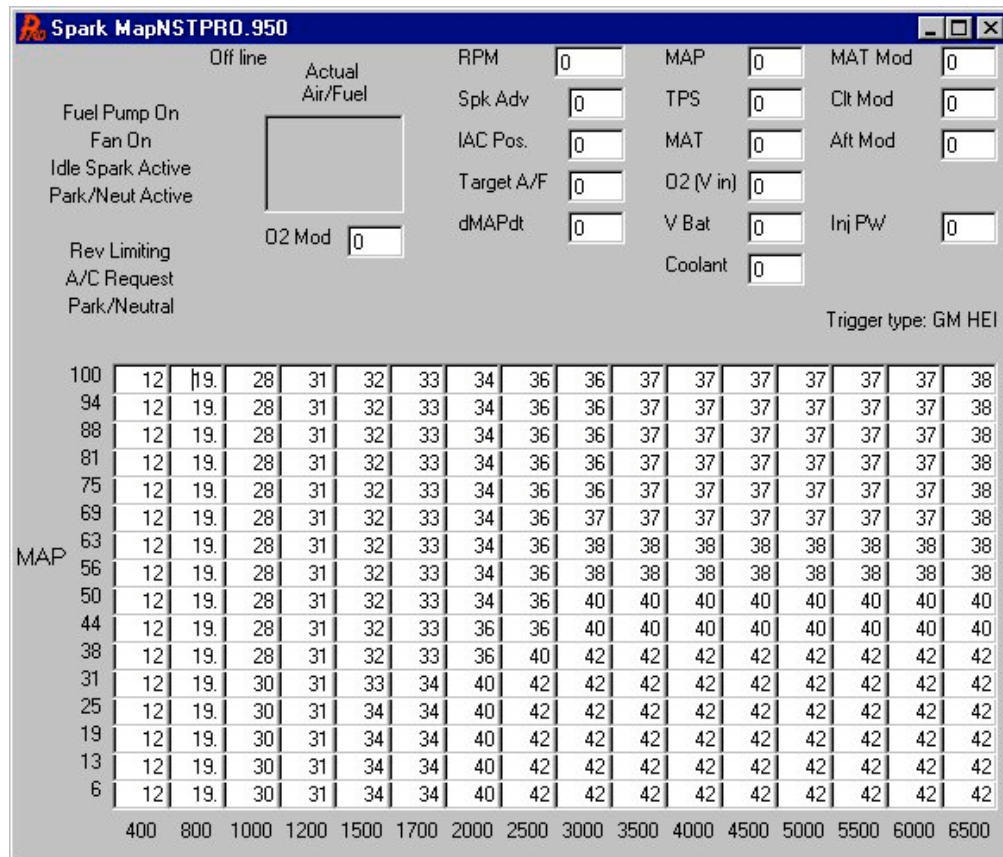 Pro Spark MapNSTPRO.950
Off line
Actual Air/Fuel
RPM 0 MAP 0 MAT Mod 0
Fuel Pump On
Spk Adv 0 TPS 0 Clt Mod 0
Fan On
IAC Pos. 0 MAT 0 Aft Mod 0
Idle Spark Active
Park/Neut Active
Target A/F 0 O2 (V in) 0
O2 Mod 0
dMAPdt 0 V Bat 0 Inj PW 0
Rev Limiting
A/C Request
Coolant 0
Park/Neutral
Trigger type: GM HEI
100 12 19. 28 31 32 33 34 36 36 37 37 37 37 37 37 38
94 12 19. 28 31 32 33 34 36 36 37 37 37 37 37 37 38
88 12 19. 28 31 32 33 34 36 36 37 37 37 37 37 37 38
81 12 19. 28 31 32 33 34 36 36 37 37 37 37 37 37 38
75 12 19. 28 31 32 33 34 36 36 37 37 37 37 37 37 38
69 12 19. 28 31 32 33 34 36 37 37 37 37 37 37 37 38
MAP
63 12 19. 28 31 32 33 34 36 38 38 38 38 38 38 38 38
56 12 19. 28 31 32 33 34 36 38 38 38 38 38 38 38 38
50 12 19. 28 31 32 33 34 36 40 40 40 40 40 40 40 40
44 12 19. 28 31 32 33 36 36 40 40 40 40 40 40 40 40
38 12 19. 28 31 32 33 36 40 42 42 42 42 42 42 42 42
31 12 19. 30 31 33 34 40 42 42 42 42 42 42 42 42 42
25 12 19. 30 31 34 34 40 42 42 42 42 42 42 42 42 42
19 12 19. 30 31 34 34 40 42 42 42 42 42 42 42 42 42
13 12 19. 30 31 34 34 40 42 42 42 42 42 42 42 42 42
6 12 19. 30 31 34 34 40 42 42 42 42 42 42 42 42 42
400 800 1000 1200 1500 1700 2000 2500 3000 3500 4000 4500 5000 5500 6000 6500